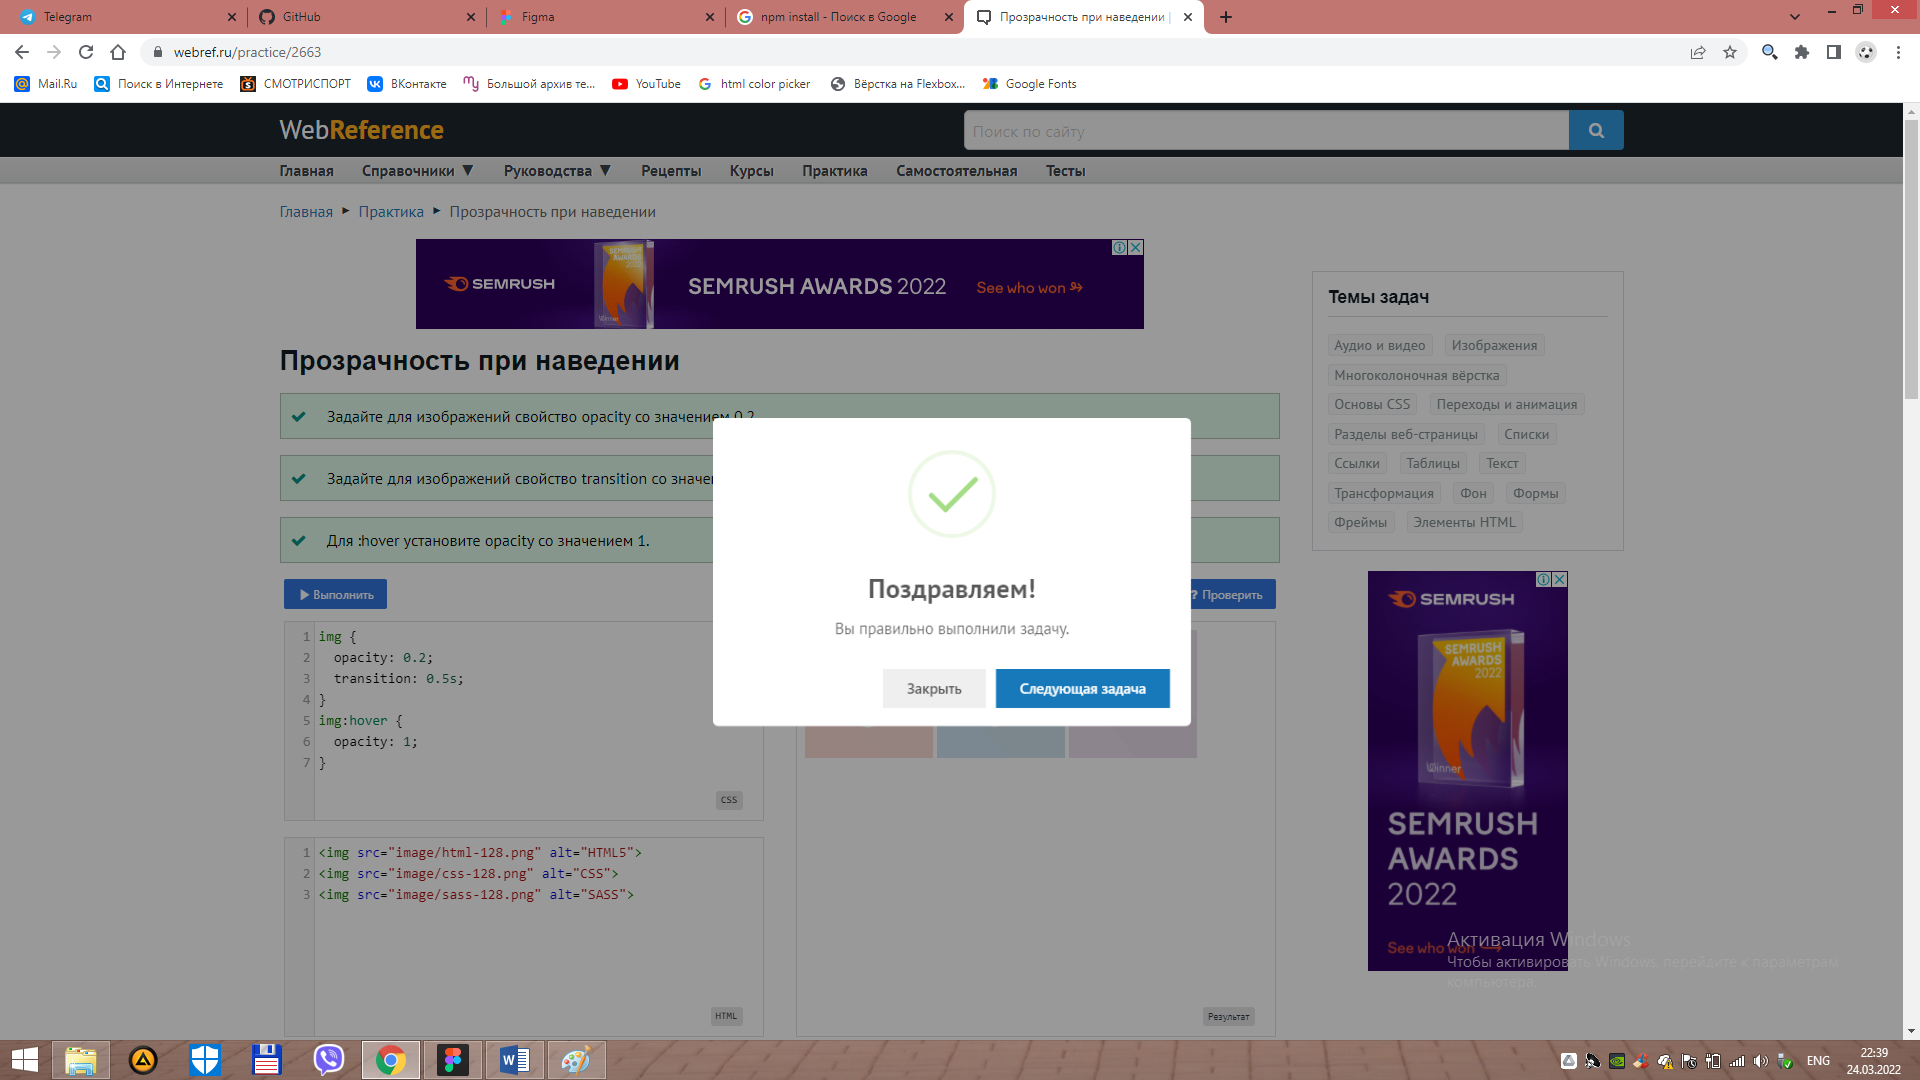 Telegram
GitHub
Figma
npm install - Поиск в Google
Прозрачность при наведении |
webref.ru/practice/2663
Mail.Ru
Поиск в Интернете
СМОТРИСПОРТ
ВКонтакте
Большой архив те...
YouTube
html color picker
Вёрстка на Flexbox...
Google Fonts
WebReference
Поиск по сайту
Главная
Справочники ▼
Руководства ▼
Рецепты
Курсы
Практика
Самостоятельная
Тесты
Главная ► Практика ► Прозрачность при наведении
SEMRUSH
SEMRUSH AWARDS 2022
See who won
Прозрачность при наведении
Задайте для изображений свойство opacity со значением 0.2
Задайте для изображений свойство transition со
Для :hover установите opacity со значением 1.
Выполнить
? Проверить
Поздравляем!
Вы правильно выполнили задачу.
Закрыть
Следующая задача
1 img {
2 opacity: 0.2;
3 transition: 0.5s;
4 }
5 img:hover {
6 opacity: 1;
7 }
CSS
1 <img src="image/html-128.png" alt="HTML5">
2 <img src="image/css-128.png" alt="CSS">
3 <img src="image/sass-128.png" alt="SASS">
HTML
Результат
Темы задач
Аудио и видео
Изображения
Многоколоночная вёрстка
Основы CSS
Переходы и анимация
Разделы веб-страницы
Списки
Ссылки
Таблицы
Текст
Трансформация
Фон
Формы
Фреймы
Элементы HTML
SEMRUSH
SEMRUSH
AWARDS
2022
Winner
SEMRUSH
AWARDS
2022
See who won
Активация Windows
Чтобы активировать Windows, перейдите к параметрам
компьютера.
ENG
22:39
24.03.2022